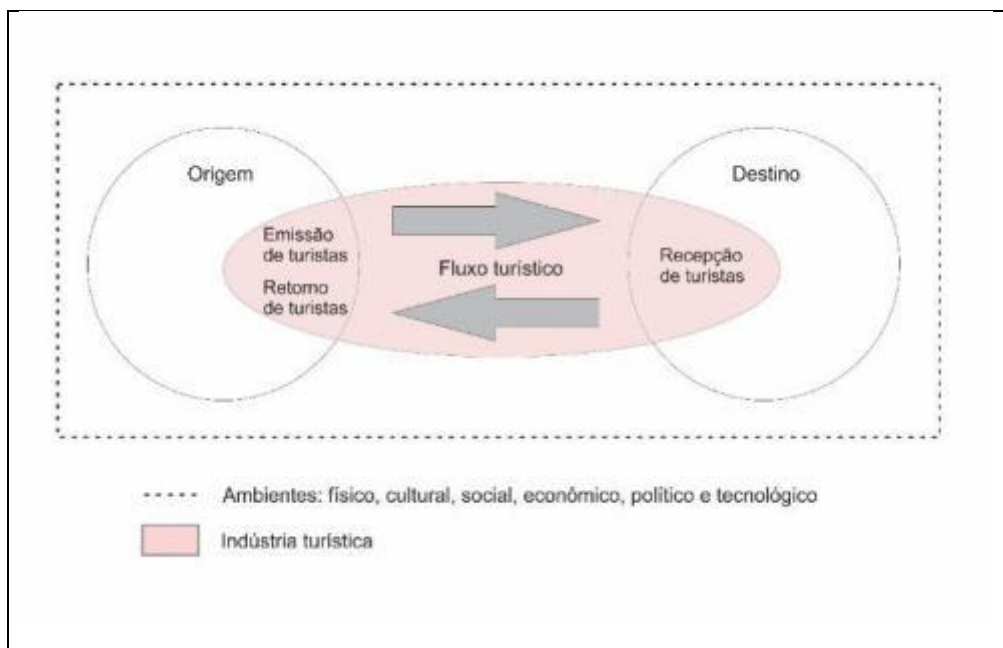 Origem
Destino
Emissão
de turistas
Retorno
de turistas
Fluxo turístico
Recepção
de turistas
Ambientes: físico, cultural, social, econômico, político e tecnológico
Indústria turística